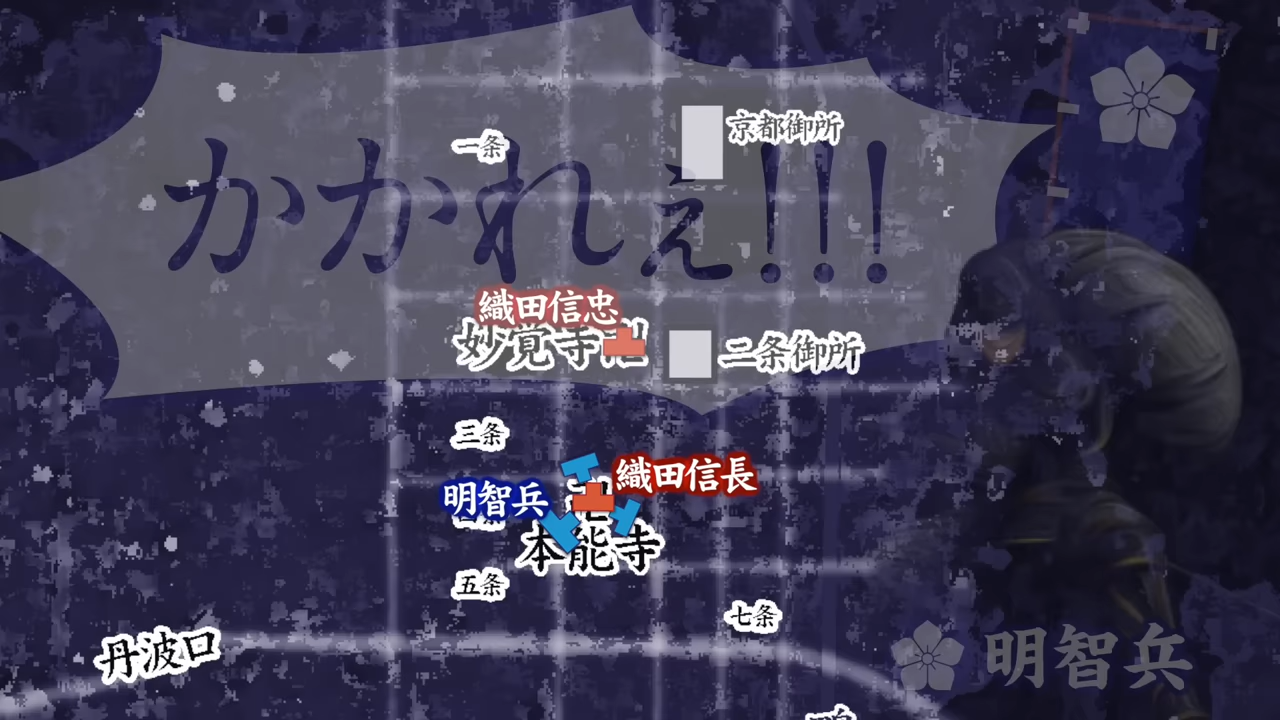 京都御所
一条
かかれぇ!!!
織田信忠
妙覚寺卍
二条御所
三条
織田信長
明智兵
本能寺
五条
七条
丹波口
明智兵